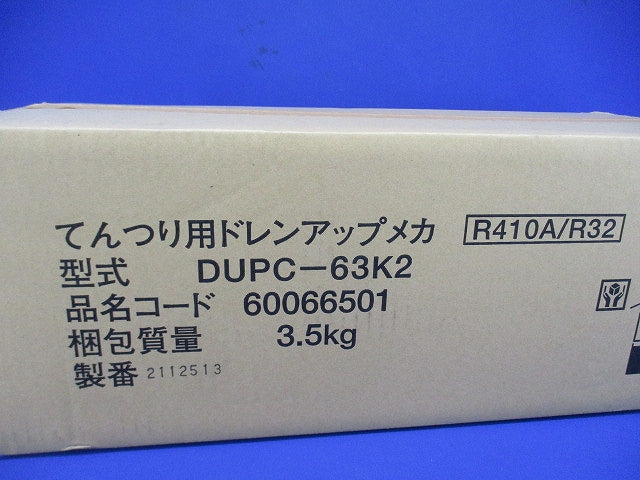 てんつり用ドレンアップメカ R410A/R32
型式 DUPC-63K2
品名コード 60066501
梱包質量 3.5kg
製番 2112513